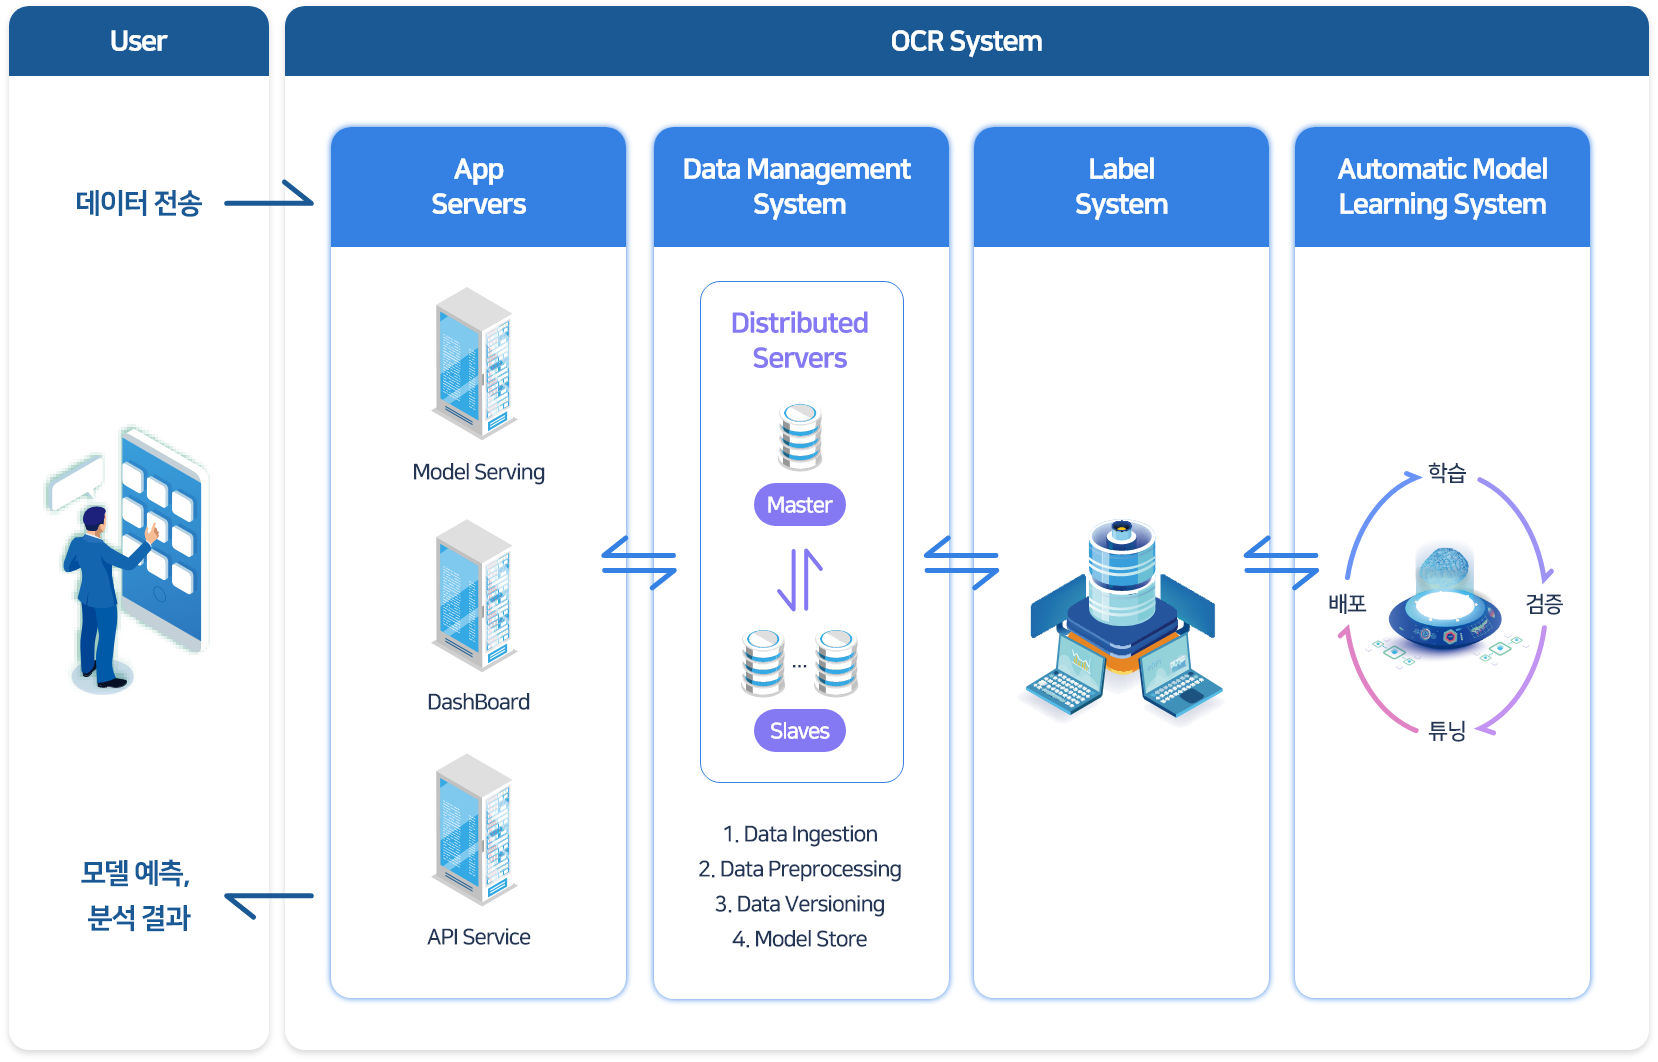 User
OCR System
데이터 전송
모델 예측,
분석 결과
App
Servers
Model Serving
DashBoard
API Service
Data Management
System
Distributed
Servers
Master
...
Slaves
1. Data Ingestion
2. Data Preprocessing
3. Data Versioning
4. Model Store
Label
System
Automatic Model
Learning System
학습
배포
검증
튜닝